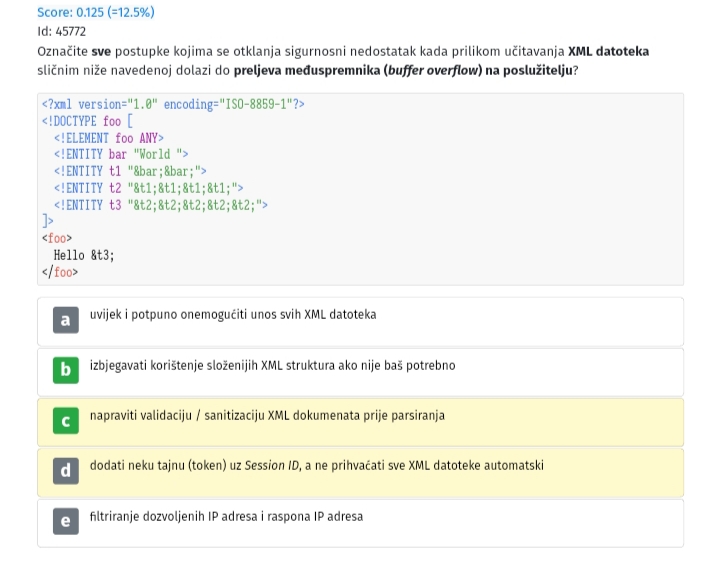 Score: 0.125 (=12.5%)
Id: 45772
Označite sve postupke kojima se otklanja sigurnosni nedostatak kada prilikom učitavanja XML datoteka
sličnim niže navedenoj dolazi do preljeva međuspremnika (buffer overflow) na poslužitelju?
<?xml version="1.0" encoding="ISO-8859-1"?>
<!DOCTYPE foo [
<!ELEMENT foo ANY>
<!ENTITY bar "World ">
<!ENTITY t1 "&bar;&bar;">
<!ENTITY t2 "&t1;&t1;&t1;&t1;">
<!ENTITY t3 "&t2;&t2;&t2;&t2;&t2;">
]>
<foo>
Hello &t3;
</foo>
a uvijek i potpuno onemogućiti unos svih XML datoteka
b izbjegavati korištenje složenijih XML struktura ako nije baš potrebno
c napraviti validaciju / sanitizaciju XML dokumenata prije parsiranja
d dodati neku tajnu (token) uz Session ID, a ne prihvaćati sve XML datoteke automatski
e filtriranje dozvoljenih IP adresa i raspona IP adresa